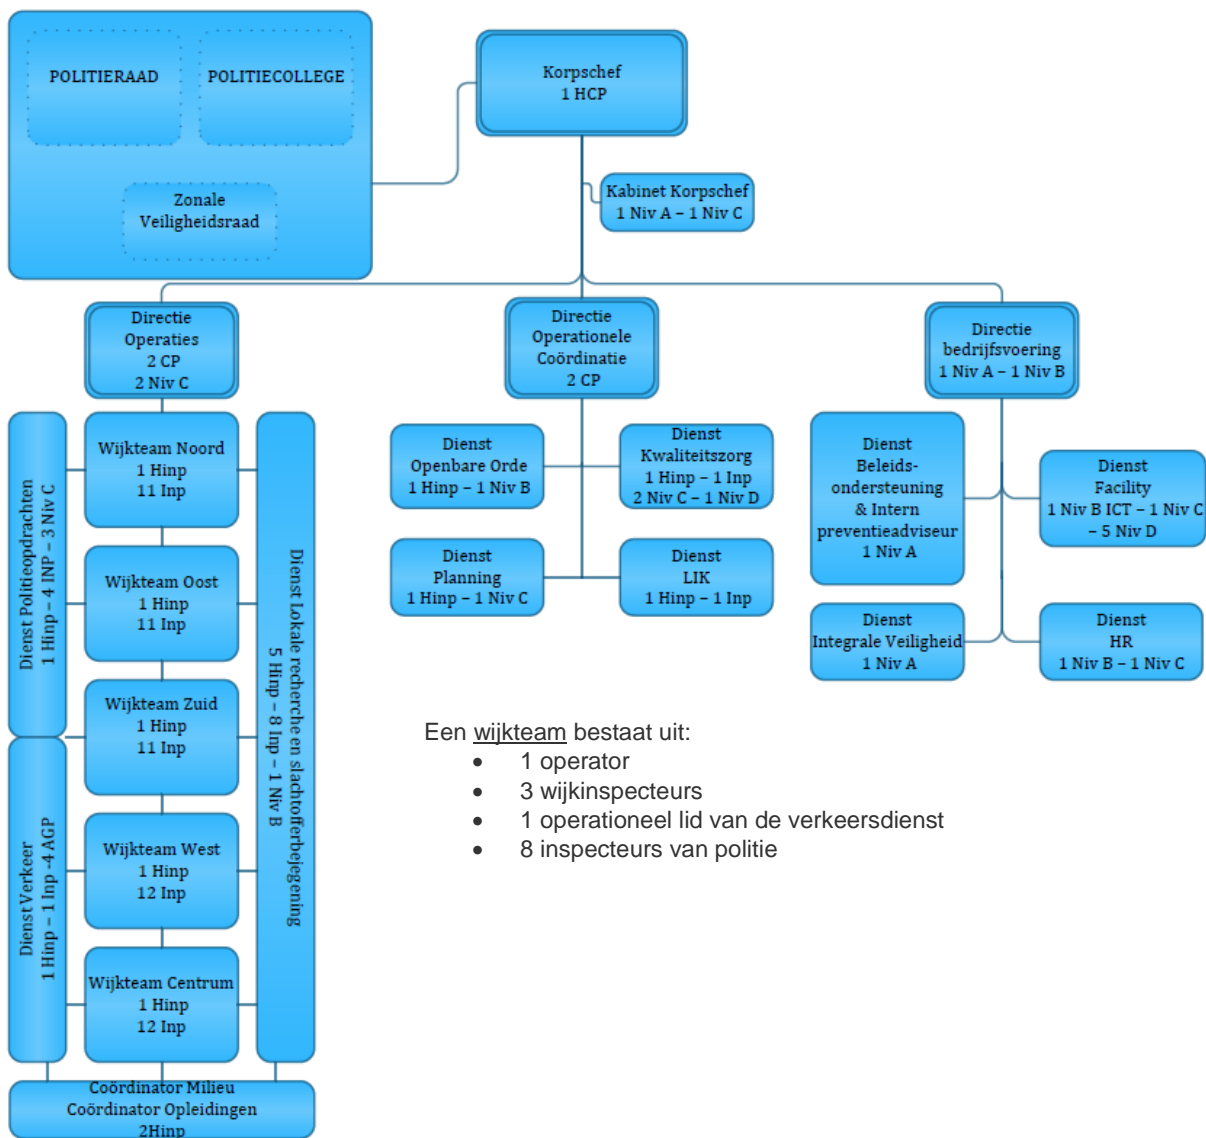 POLITIERAAD
POLITIECOLLEGE
Zonale
Veiligheidsraad
Korpschef
1 HCP
Kabinet Korpschef
1 Niv A – 1 Niv C
Directie
Operaties
2 CP
2 Niv C
Directie
Operationele
Coördinatie
2 CP
Directie
bedrijfsvoering
1 Niv A – 1 Niv B
Dienst Politieopdrachten
1 Hinp – 4 INP – 3 Niv C
Dienst Verkeer
1 Hinp – 1 Inp -4 AGP
Wijkteam Noord
1 Hinp
11 Inp
Wijkteam Oost
1 Hinp
11 Inp
Wijkteam Zuid
1 Hinp
11 Inp
Wijkteam West
1 Hinp
12 Inp
Wijkteam Centrum
1 Hinp
12 Inp
Dienst Lokale recherche en slachtofferbejegening
5 Hinp – 8 Inp – 1 Niv B
Coördinator Milieu
Coördinator Opleidingen
2Hinp
Dienst
Openbare Orde
1 Hinp – 1 Niv B
Dienst
Kwaliteitszorg
1 Hinp – 1 Inp
2 Niv C – 1 Niv D
Dienst
Planning
1 Hinp – 1 Niv C
Dienst
LIK
1 Hinp – 1 Inp
Dienst
Beleids-
ondersteuning
& Intern
preventieadviseur
1 Niv A
Dienst
Facility
1 Niv B ICT – 1 Niv C
– 5 Niv D
Dienst
Integrale Veiligheid
1 Niv A
Dienst
HR
1 Niv B – 1 Niv C
Een wijkteam bestaat uit:
• 1 operator
• 3 wijkinspecteurs
• 1 operationeel lid van de verkeersdienst
• 8 inspecteurs van politie